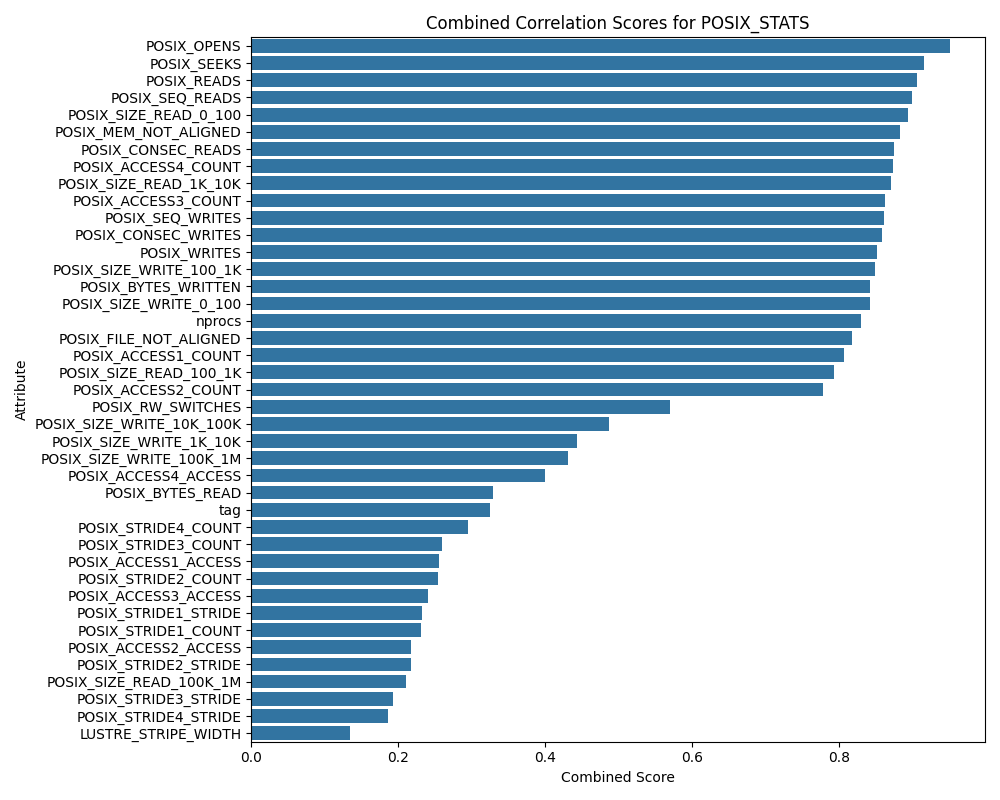 Combined Correlation Scores for POSIX_STATS
POSIX_OPENS
POSIX_SEEKS
POSIX_READS
POSIX_SEQ_READS
POSIX_SIZE_READ_0_100
POSIX_MEM_NOT_ALIGNED
POSIX_CONSEC_READS
POSIX_ACCESS4_COUNT
POSIX_SIZE_READ_1K_10K
POSIX_ACCESS3_COUNT
POSIX_SEQ_WRITES
POSIX_CONSEC_WRITES
POSIX_WRITES
POSIX_SIZE_WRITE_100_1K
POSIX_BYTES_WRITTEN
POSIX_SIZE_WRITE_0_100
nprocs
POSIX_FILE_NOT_ALIGNED
POSIX_ACCESS1_COUNT
POSIX_SIZE_READ_100_1K
POSIX_ACCESS2_COUNT
POSIX_RW_SWITCHES
POSIX_SIZE_WRITE_10K_100K
POSIX_SIZE_WRITE_1K_10K
POSIX_SIZE_WRITE_100K_1M
POSIX_ACCESS4_ACCESS
POSIX_BYTES_READ
tag
POSIX_STRIDE4_COUNT
POSIX_STRIDE3_COUNT
POSIX_ACCESS1_ACCESS
POSIX_STRIDE2_COUNT
POSIX_ACCESS3_ACCESS
POSIX_STRIDE1_STRIDE
POSIX_STRIDE1_COUNT
POSIX_ACCESS2_ACCESS
POSIX_STRIDE2_STRIDE
POSIX_SIZE_READ_100K_1M
POSIX_STRIDE3_STRIDE
POSIX_STRIDE4_STRIDE
LUSTRE_STRIPE_WIDTH
Attribute
0.0 0.2 0.4 0.6 0.8
Combined Score